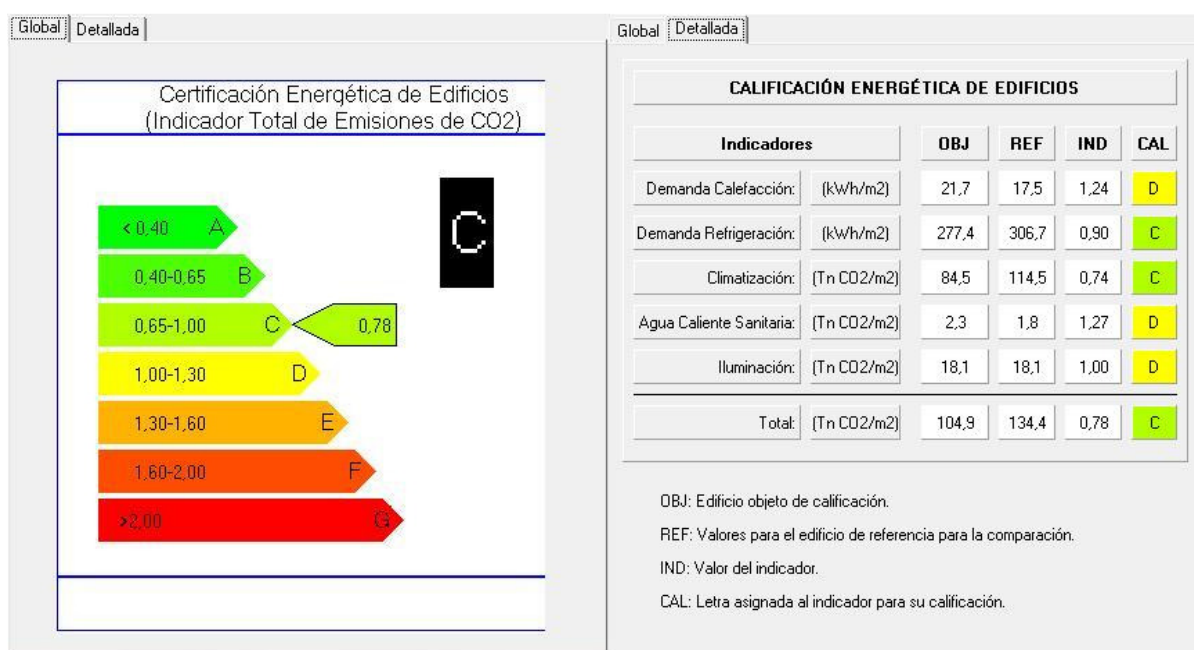 Global Detallada
Certificación Energética de Edificios
(Indicador Total de Emisiones de CO2)
C
< 0,40 A
0,40-0,65 B
0,65-1,00 C 0,78
1,00-1,30 D
1,30-1,60 E
1,60-2,00 F
>2,00 G
Global Detallada
CALIFICACIÓN ENERGÉTICA DE EDIFICIOS
Indicadores OBJ REF IND CAL
Demanda Calefacción: (kWh/m2) 21,7 17,5 1,24 D
Demanda Refrigeración: (kWh/m2) 277,4 306,7 0,90 C
Climatización: (Tn CO2/m2) 84,5 114,5 0,74 C
Agua Caliente Sanitaria: (Tn CO2/m2) 2,3 1,8 1,27 D
Iluminación: (Tn CO2/m2) 18,1 18,1 1,00 D
Total: (Tn CO2/m2) 104,9 134,4 0,78 C
OBJ: Edificio objeto de calificación.
REF: Valores para el edificio de referencia para la comparación.
IND: Valor del indicador.
CAL: Letra asignada al indicador para su calificación.